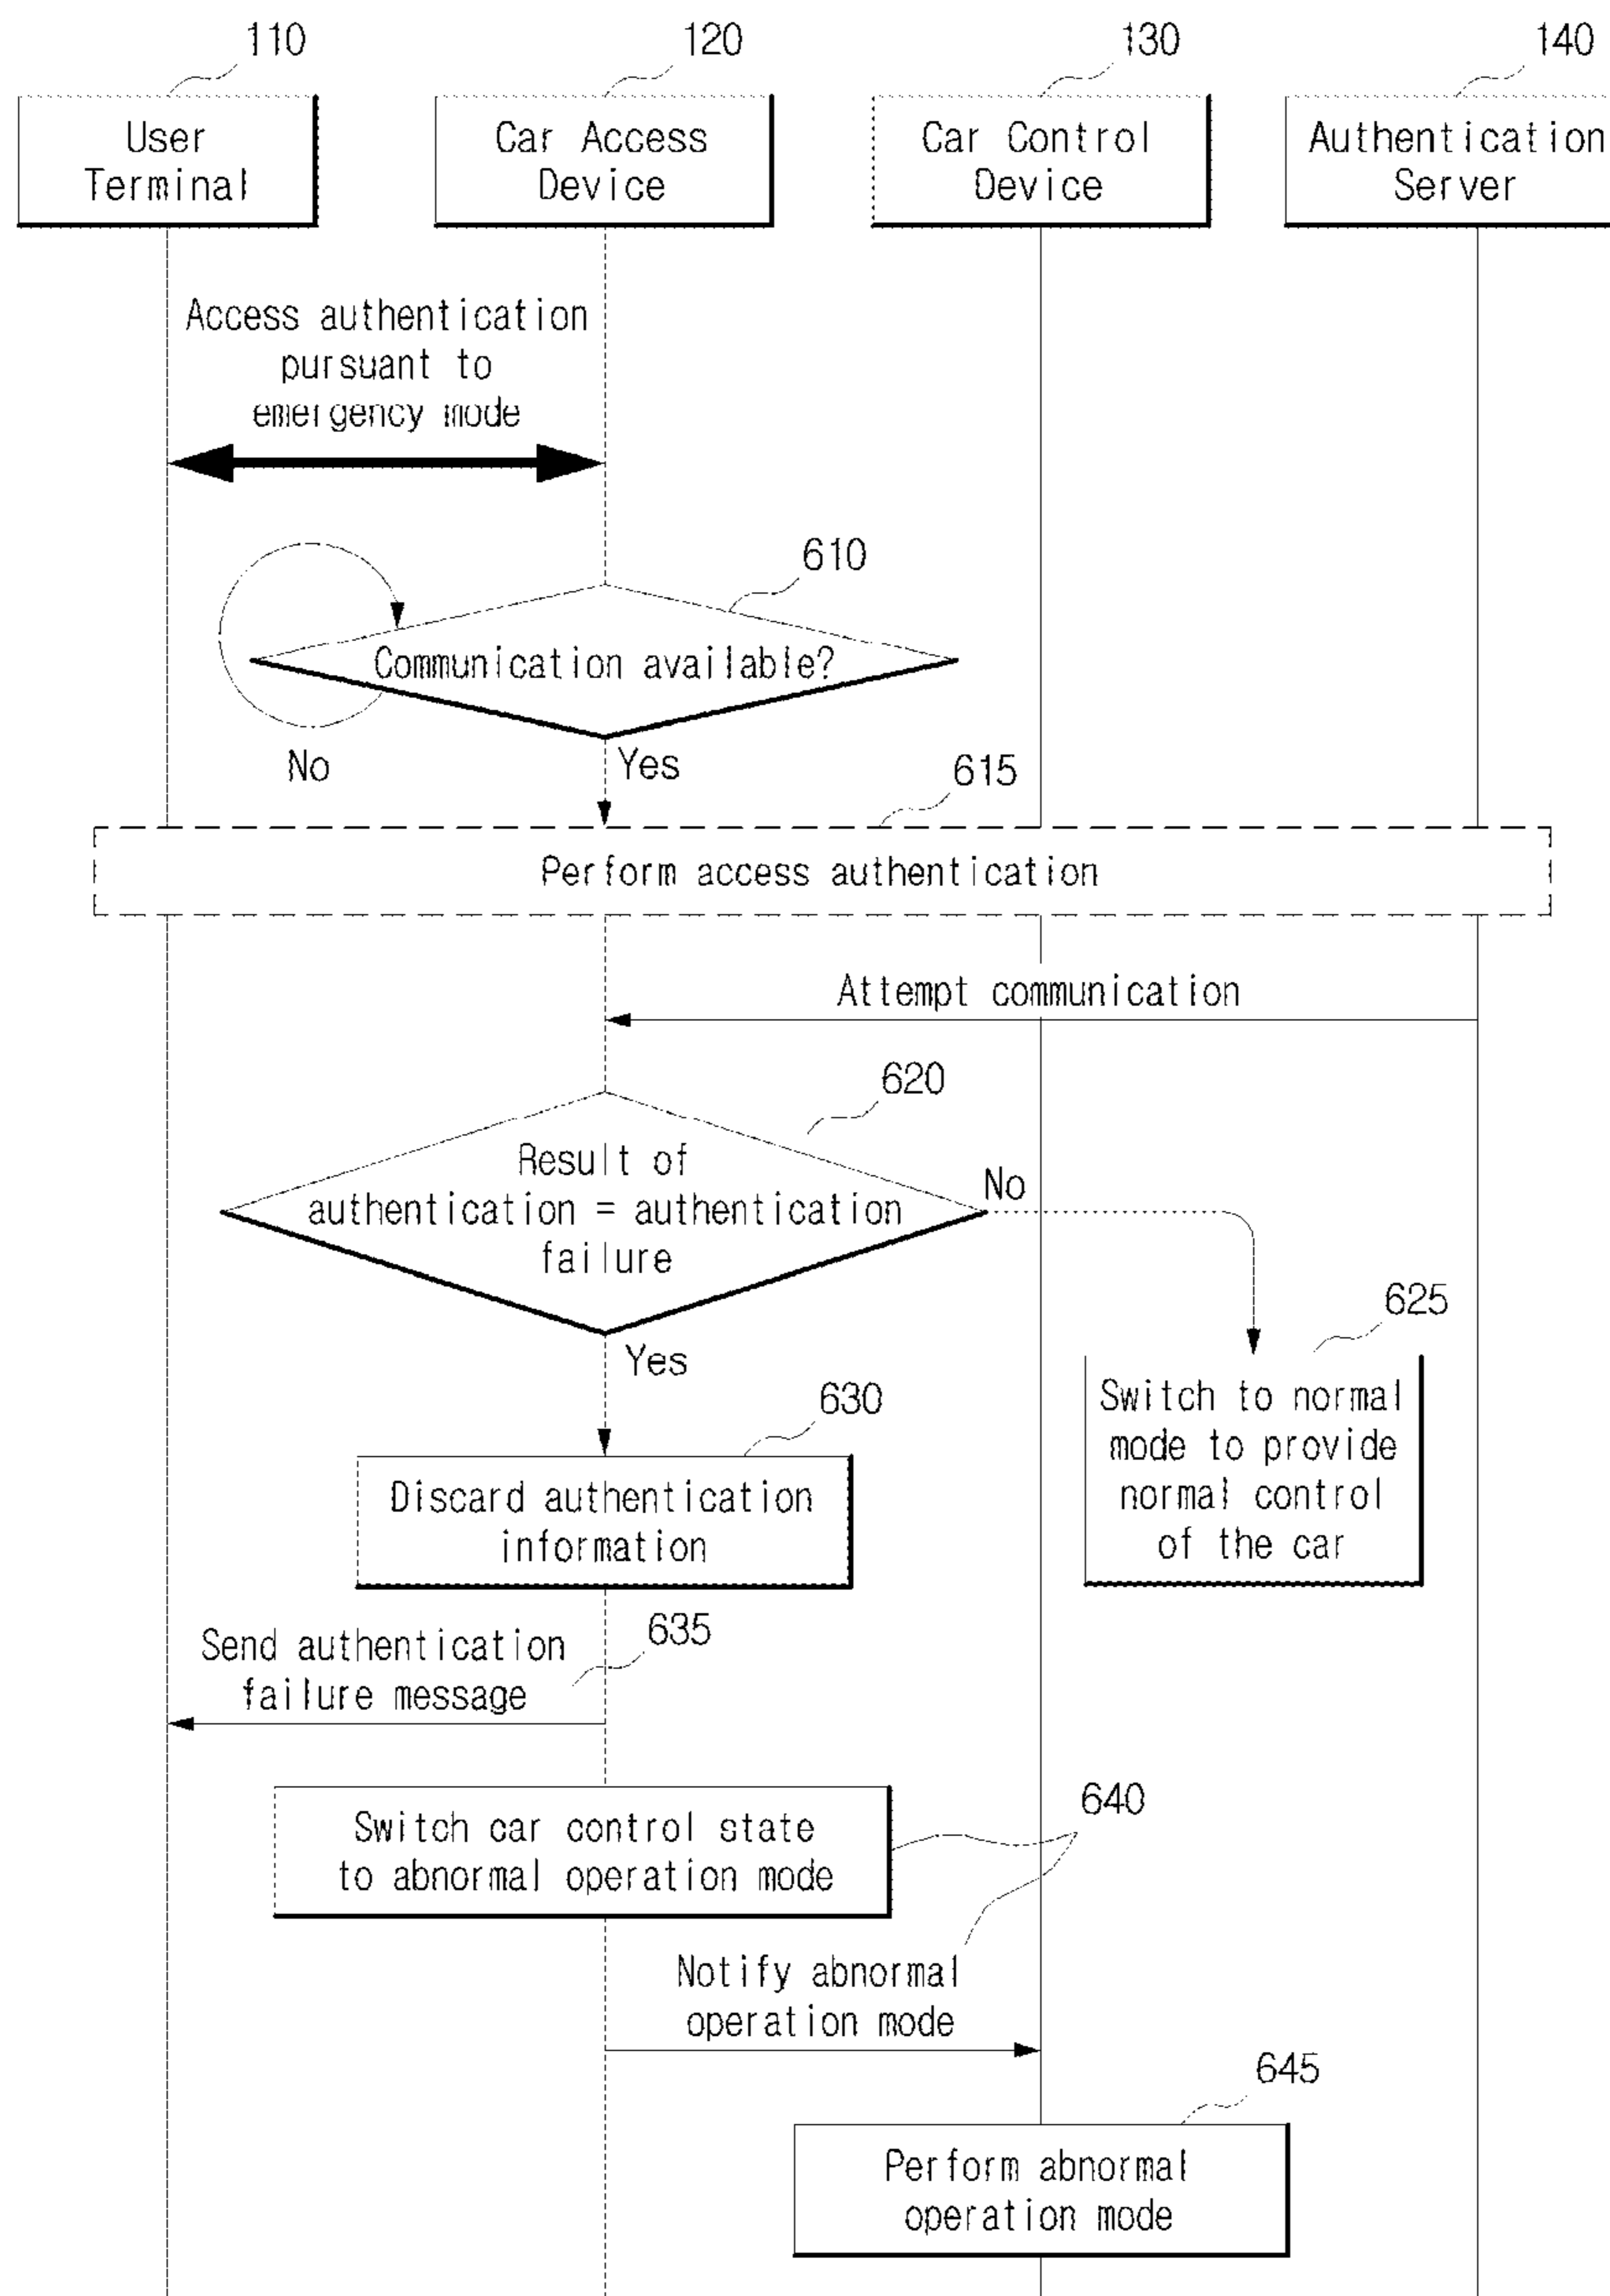 110
120
130
140
User
Terminal
Car Access
Device
Car Control
Device
Authentication
Server
Access authentication
pursuant to
emergency mode
610
Communication available?
No
Yes
615
Perform access authentication
Attempt communication
620
Result of
authentication = authentication
failure
No
Yes
625
Switch to normal
mode to provide
normal control
of the car
630
Discard authentication
information
635
Send authentication
failure message
640
Switch car control state
to abnormal operation mode
Notify abnormal
operation mode
645
Perform abnormal
operation mode